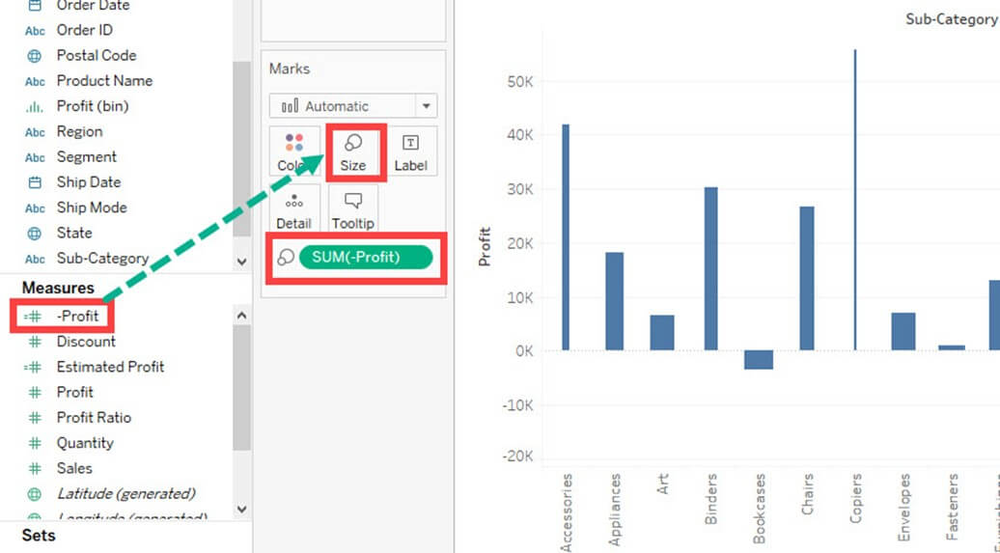 Order Date
Abc Order ID
Postal Code
Abc Product Name
Profit (bin)
Abc Region
Abc Segment
Ship Date
Abc Ship Mode
State
Abc Sub-Category
Measures
=# -Profit
# Discount
=# Estimated Profit
# Profit
# Profit Ratio
# Quantity
# Sales
Latitude (generated)
Longitude (generated)
Sets
Marks
Automatic
Size
T
Label
Detail
Tooltip
SUM(-Profit)
Sub-Category
Profit
50K
40K
30K
20K
10K
0K
-10K
-20K
Accessories
Appliances
Art
Binders
Bookcases
Chairs
Copiers
Envelopes
Fasteners